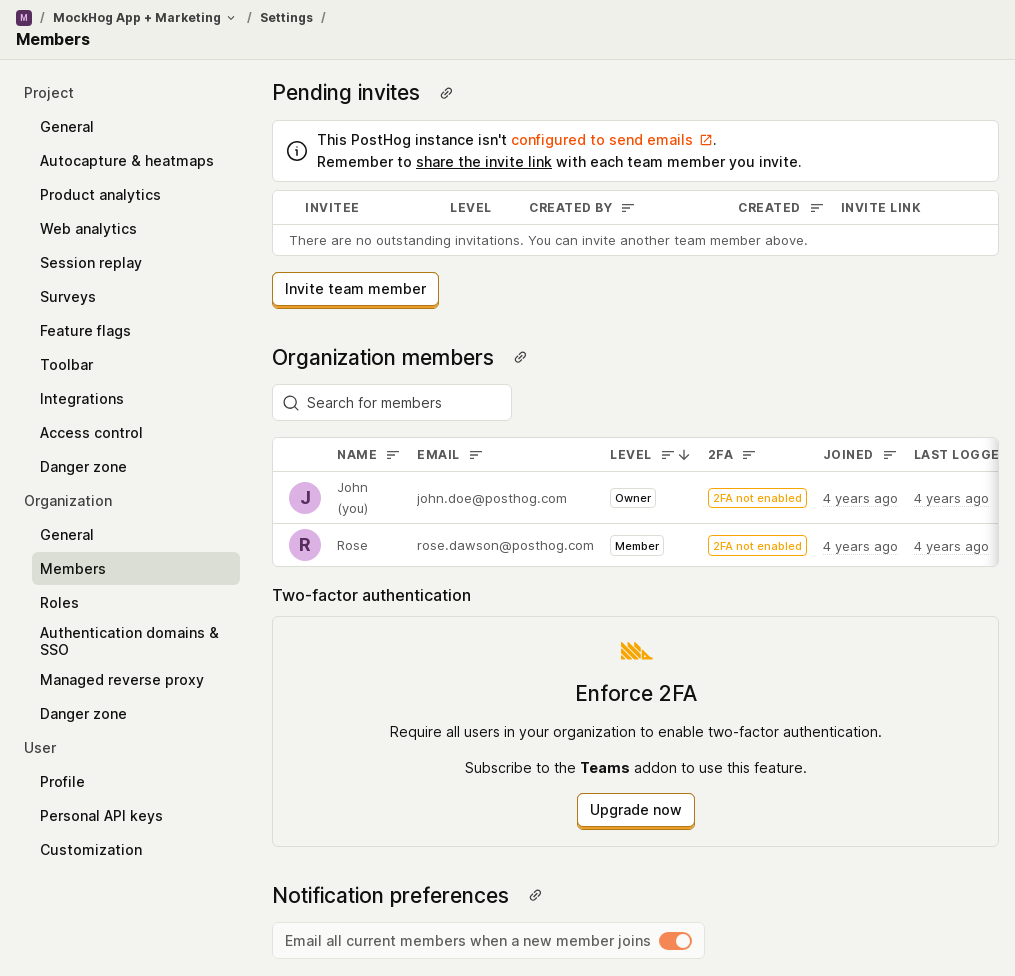 M / MockHog App + Marketing / Settings /
Members
Project
General
Autocapture & heatmaps
Product analytics
Web analytics
Session replay
Surveys
Feature flags
Toolbar
Integrations
Access control
Danger zone
Organization
General
Members
Roles
Authentication domains &
SSO
Managed reverse proxy
Danger zone
User
Profile
Personal API keys
Customization
Pending invites
This PostHog instance isn't configured to send emails.
Remember to share the invite link with each team member you invite.
INVITEE LEVEL CREATED BY CREATED INVITE LINK
There are no outstanding invitations. You can invite another team member above.
Invite team member
Organization members
Search for members
NAME EMAIL LEVEL 2FA JOINED LAST LOGGE
J John (you) john.doe@posthog.com Owner 2FA not enabled 4 years ago 4 years ago
R Rose rose.dawson@posthog.com Member 2FA not enabled 4 years ago 4 years ago
Two-factor authentication
Enforce 2FA
Require all users in your organization to enable two-factor authentication.
Subscribe to the Teams addon to use this feature.
Upgrade now
Notification preferences
Email all current members when a new member joins